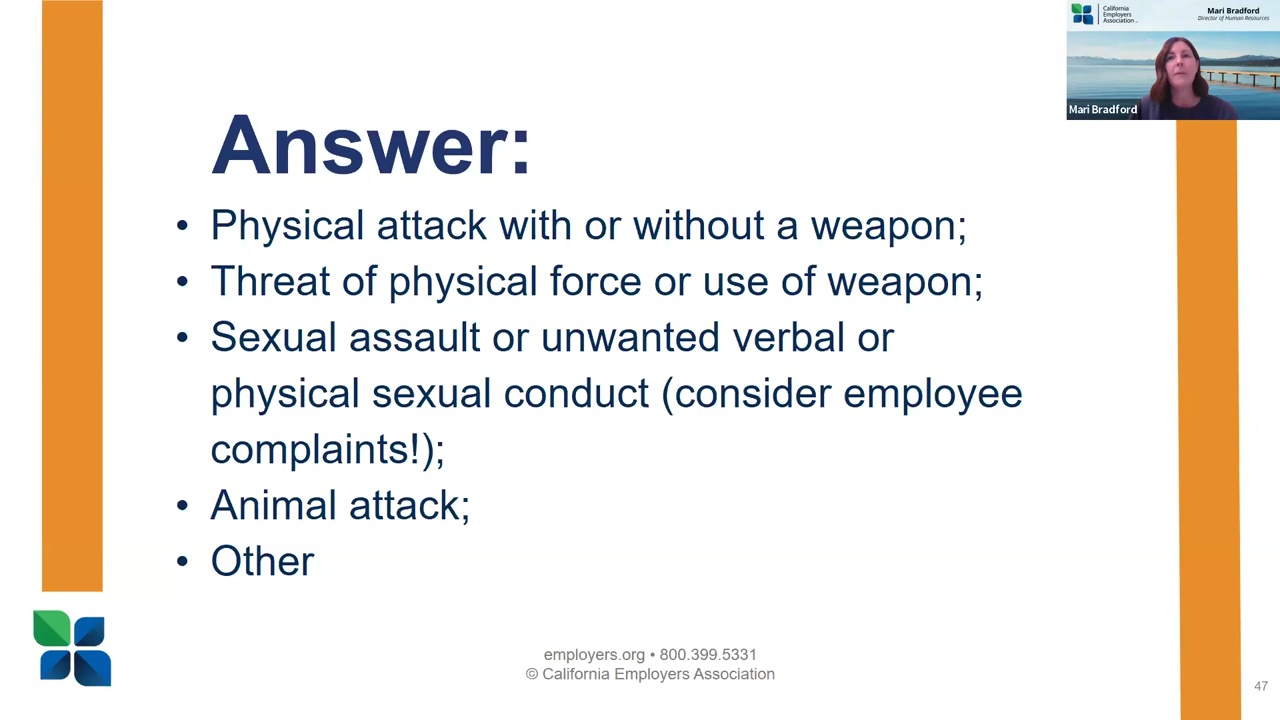 California
Employers
Association
Mari Bradford
Director of Human Resources
Mari Bradford
Answer:
• Physical attack with or without a weapon;
• Threat of physical force or use of weapon;
• Sexual assault or unwanted verbal or
physical sexual conduct (consider employee
complaints!);
• Animal attack;
• Other
employers.org • 800.399.5331
© California Employers Association
47